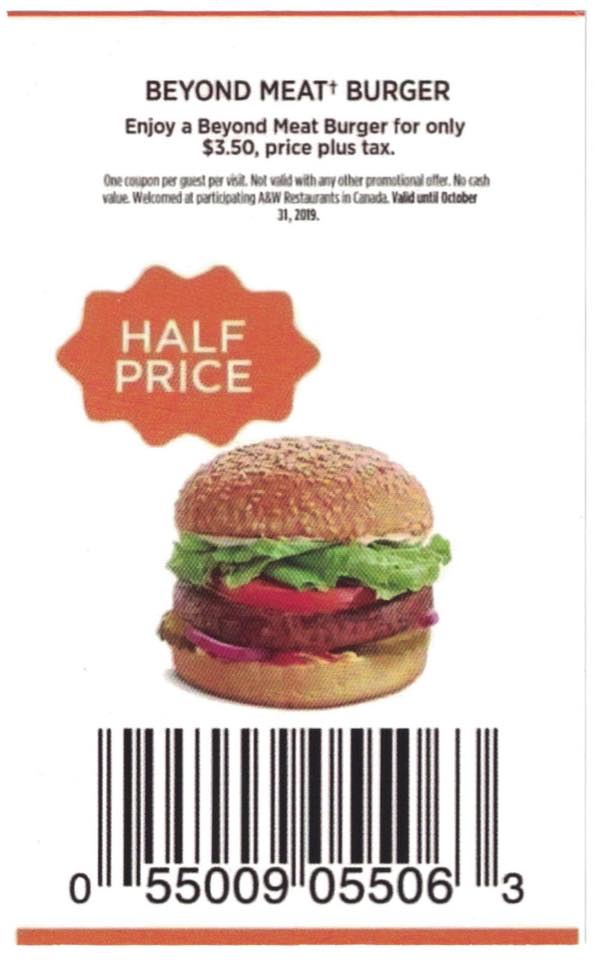 BEYOND MEAT† BURGER
Enjoy a Beyond Meat Burger for only
$3.50, price plus tax.
One coupon per guest per visit. Not valid with any other promotional offer. No cash
value. Welcomed at participating A&W Restaurants in Canada. Valid until October
31, 2019.
HALF
PRICE
0 55009 05506 3